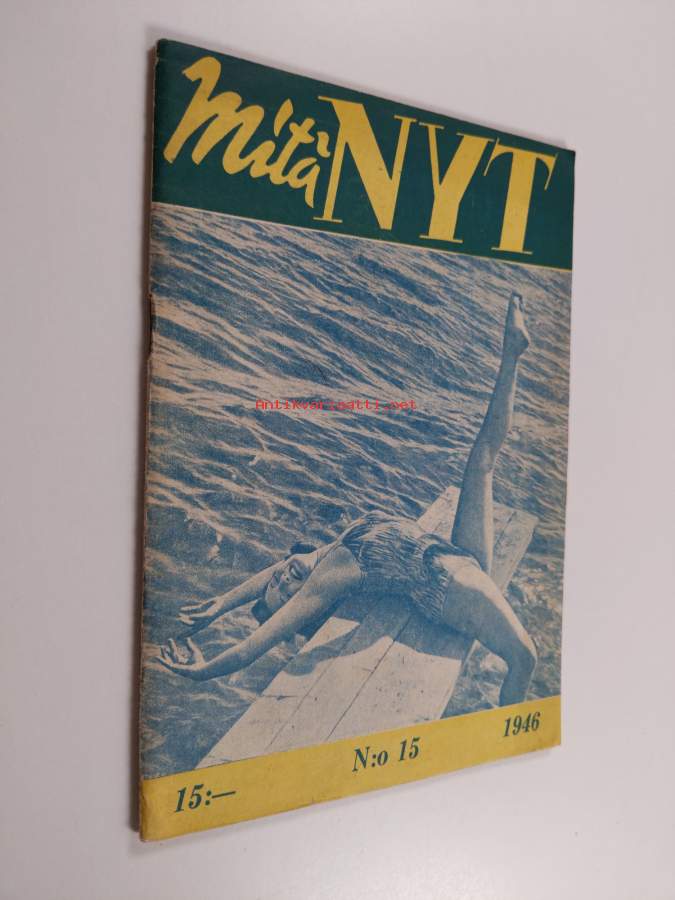 Mitä NYT
Antikvariaatti.net
15:—
N:o 15
1946